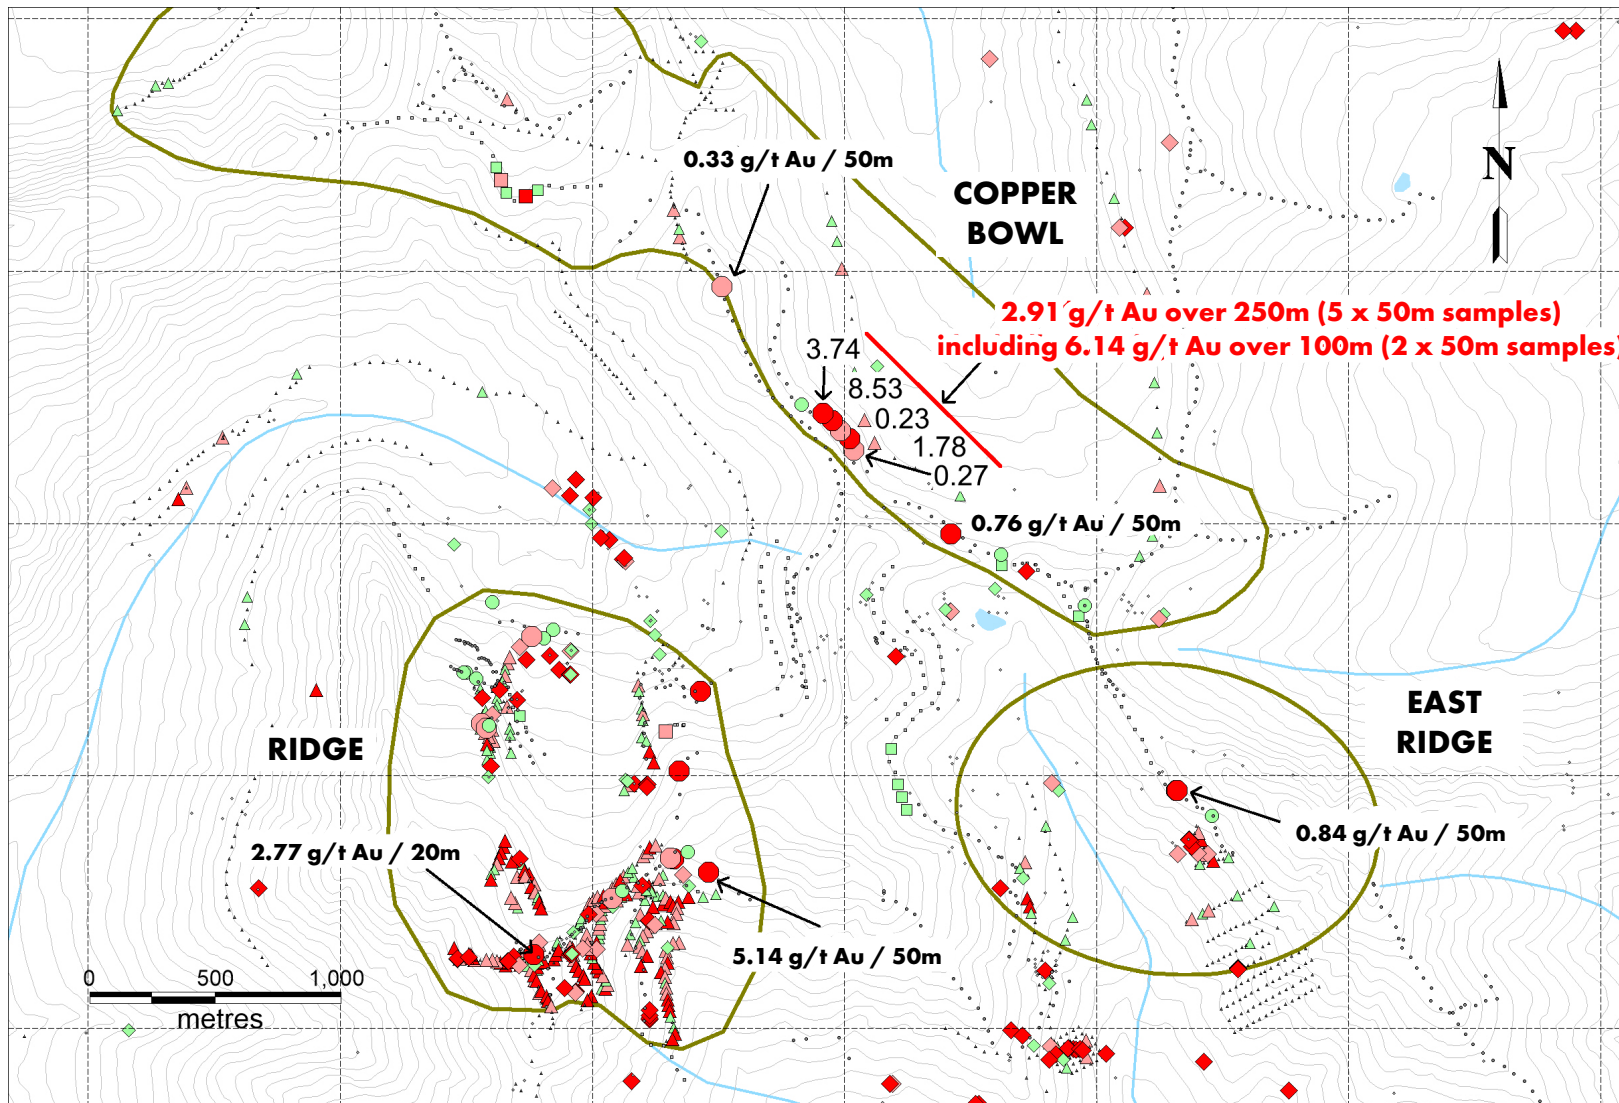 0.33 g/t Au / 50m
COPPER
BOWL
N
2.91 g/t Au over 250m (5 x 50m samples)
including 6.14 g/t Au over 100m (2 x 50m samples)
3.74
8.53
0.23
1.78
0.27
0.76 g/t Au / 50m
EAST
RIDGE
RIDGE
0.84 g/t Au / 50m
2.77 g/t Au / 20m
5.14 g/t Au / 50m
0 500 1,000
metres